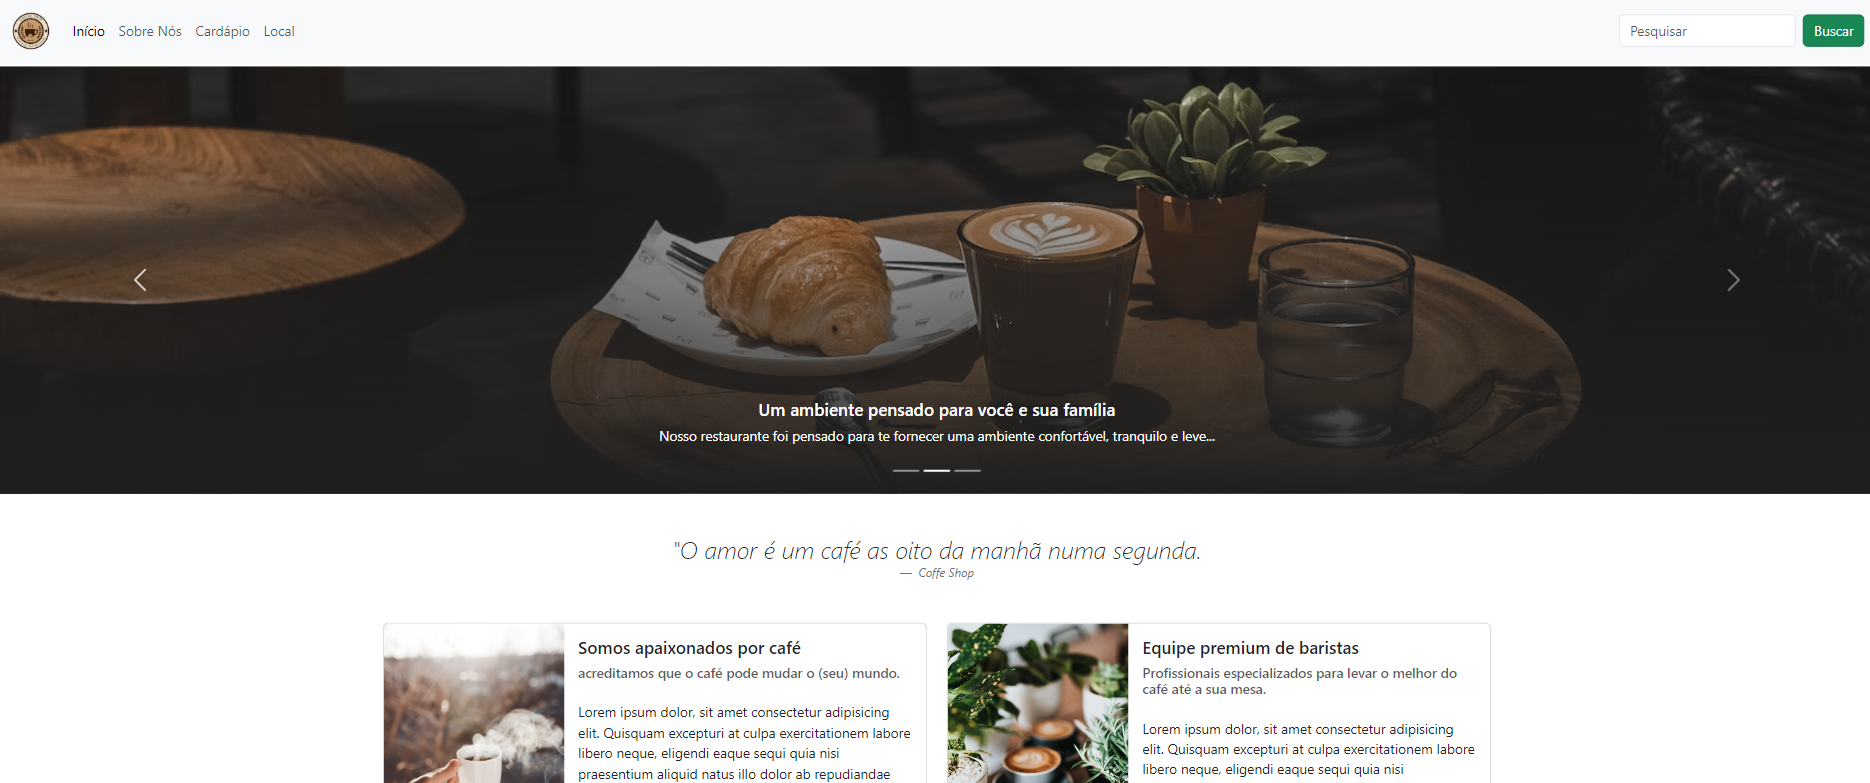 Início Sobre Nós Cardápio Local Pesquisar Buscar
Um ambiente pensado para você e sua família
Nosso restaurante foi pensado para te fornecer uma ambiente confortável, tranquilo e leve...
"O amor é um café as oito da manhã numa segunda.
— Coffe Shop
Somos apaixonados por café
acreditamos que o café pode mudar o (seu) mundo.
Lorem ipsum dolor, sit amet consectetur adipisicing
elit. Quisquam excepturi at culpa exercitationem labore
libero neque, eligendi eaque sequi quia nisi
praesentium aliquid natus illo dolor ab repudiandae
Equipe premium de baristas
Profissionais especializados para levar o melhor do
café até a sua mesa.
Lorem ipsum dolor, sit amet consectetur adipisicing
elit. Quisquam excepturi at culpa exercitationem labore
libero neque, eligendi eaque sequi quia nisi